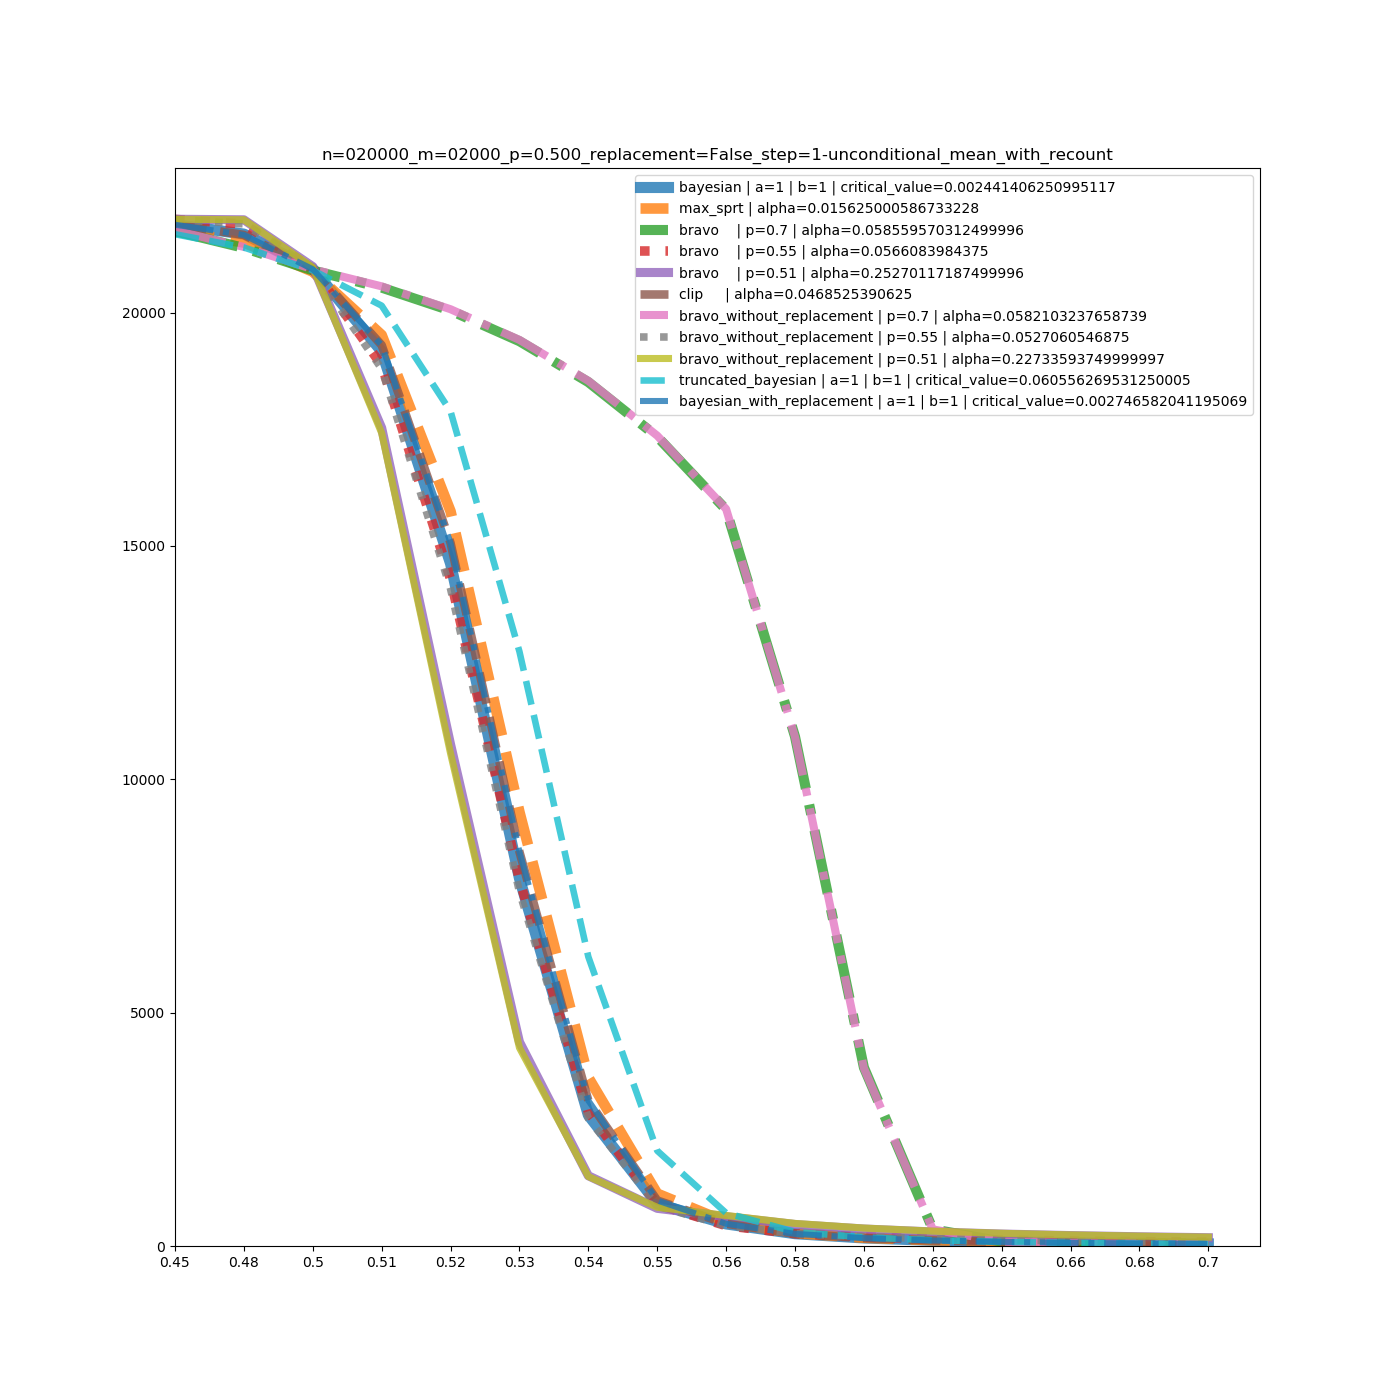 n=020000_m=02000_p=0.500_replacement=False_step=1-unconditional_mean_with_recount
bayesian | a=1 | b=1 | critical_value=0.002441406250995117
max_sprt | alpha=0.015625000586733228
bravo    | p=0.7 | alpha=0.058559570312499996
bravo    | p=0.55 | alpha=0.0566083984375
bravo    | p=0.51 | alpha=0.25270117187499996
clip     | alpha=0.0468525390625
bravo_without_replacement | p=0.7 | alpha=0.0582103237658739
bravo_without_replacement | p=0.55 | alpha=0.0527060546875
bravo_without_replacement | p=0.51 | alpha=0.22733593749999997
truncated_bayesian | a=1 | b=1 | critical_value=0.060556269531250005
bayesian_with_replacement | a=1 | b=1 | critical_value=0.002746582041195069
20000
15000
10000
5000
0
0.45 0.48 0.5 0.51 0.52 0.53 0.54 0.55 0.56 0.58 0.6 0.62 0.64 0.66 0.68 0.7